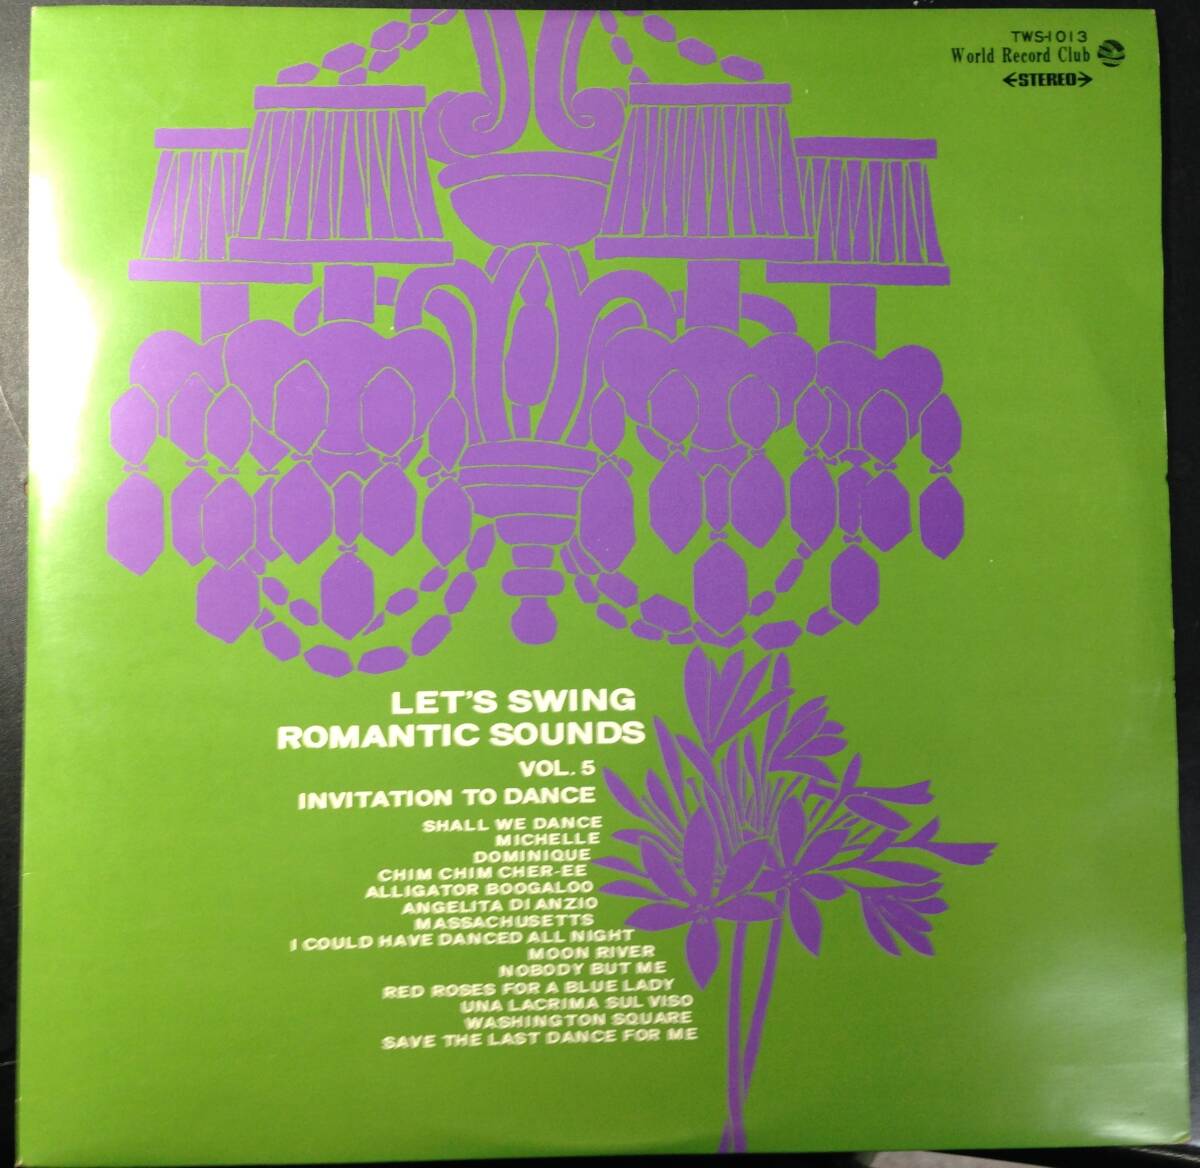 TWS-1013
World Record Club
STEREO
LET'S SWING
ROMANTIC SOUNDS
VOL. 5
INVITATION TO DANCE
SHALL WE DANCE
MICHELLE
DOMINIQUE
CHIM CHIM CHER-EE
ALLIGATOR BOOGALOO
ANGELITA DI ANZIO
MASSACHUSETTS
I COULD HAVE DANCED ALL NIGHT
MOON RIVER
NOBODY BUT ME
RED ROSES FOR A BLUE LADY
UNA LACRIMA SUL VISO
WASHINGTON SQUARE
SAVE THE LAST DANCE FOR ME